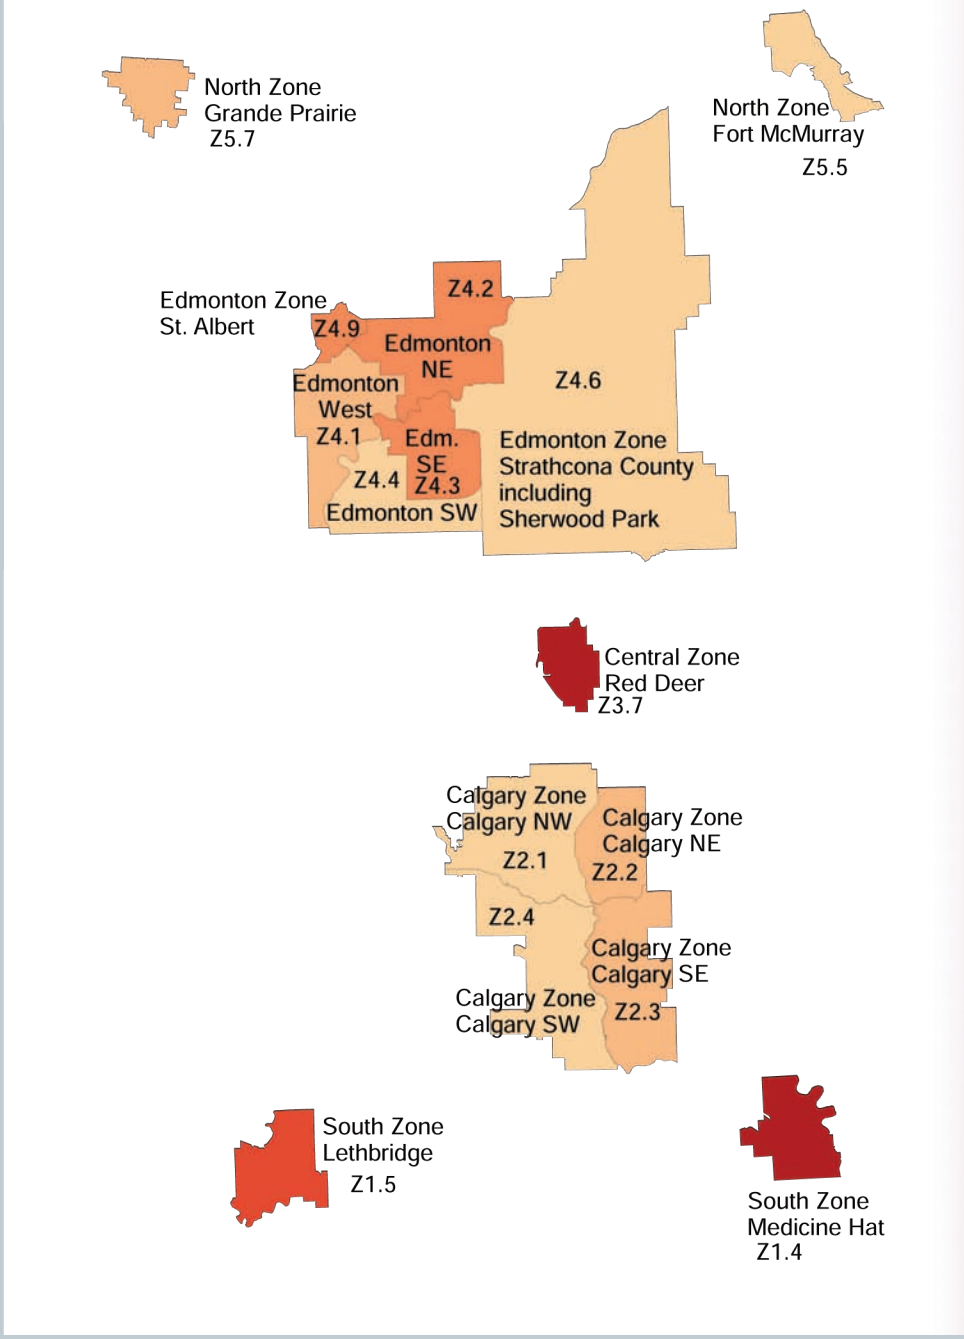 North Zone
Grande Prairie
Z5.7
North Zone
Fort McMurray
Z5.5
Edmonton Zone
St. Albert
Z4.2
Z4.9
Edmonton
NE
Edmonton
West
Z4.1
Z4.6
Edm.
SE
Z4.3
Z4.4
Edmonton SW
Edmonton Zone
Strathcona County
including
Sherwood Park
Central Zone
Red Deer
Z3.7
Calgary Zone
Calgary NW
Z2.1
Calgary Zone
Calgary NE
Z2.2
Z2.4
Calgary Zone
Calgary SE
Z2.3
Calgary Zone
Calgary SW
South Zone
Lethbridge
Z1.5
South Zone
Medicine Hat
Z1.4